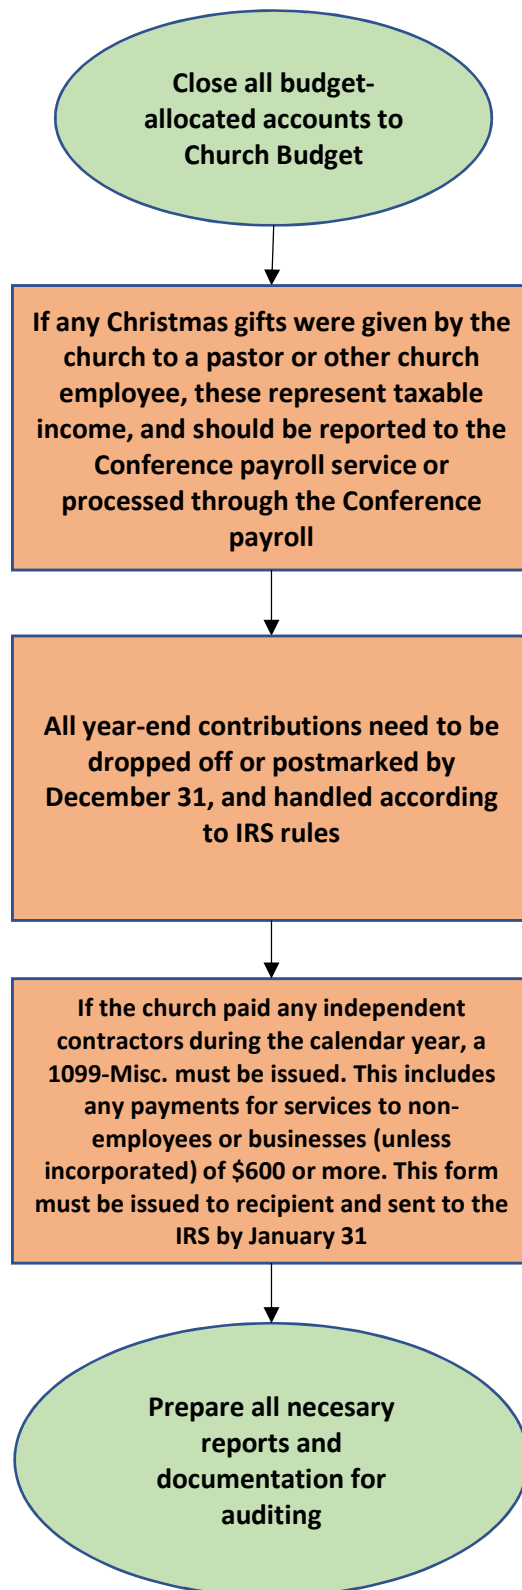 Close all budget-
allocated accounts to
Church Budget
If any Christmas gifts were given by the
church to a pastor or other church
employee, these represent taxable
income, and should be reported to the
Conference payroll service or
processed through the Conference
payroll
All year-end contributions need to be
dropped off or postmarked by
December 31, and handled according
to IRS rules
If the church paid any independent
contractors during the calendar year, a
1099-Misc. must be issued. This includes
any payments for services to non-
employees or businesses (unless
incorporated) of $600 or more. This form
must be issued to recipient and sent to the
IRS by January 31
Prepare all necesary
reports and
documentation for
auditing